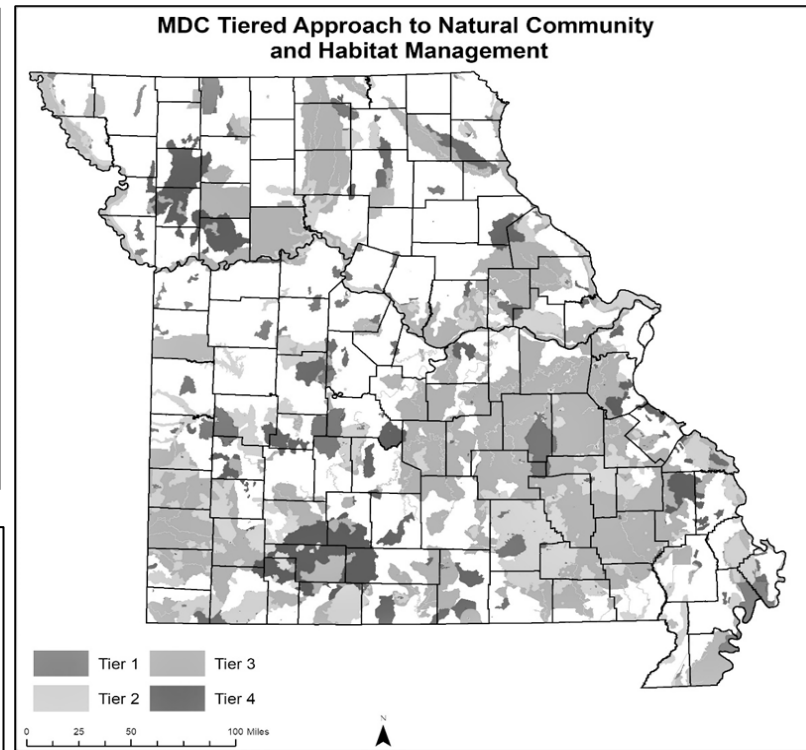 MDC Tiered Approach to Natural Community
and Habitat Management
Tier 1 Tier 3
Tier 2 Tier 4
0 25 50 100 Miles
N